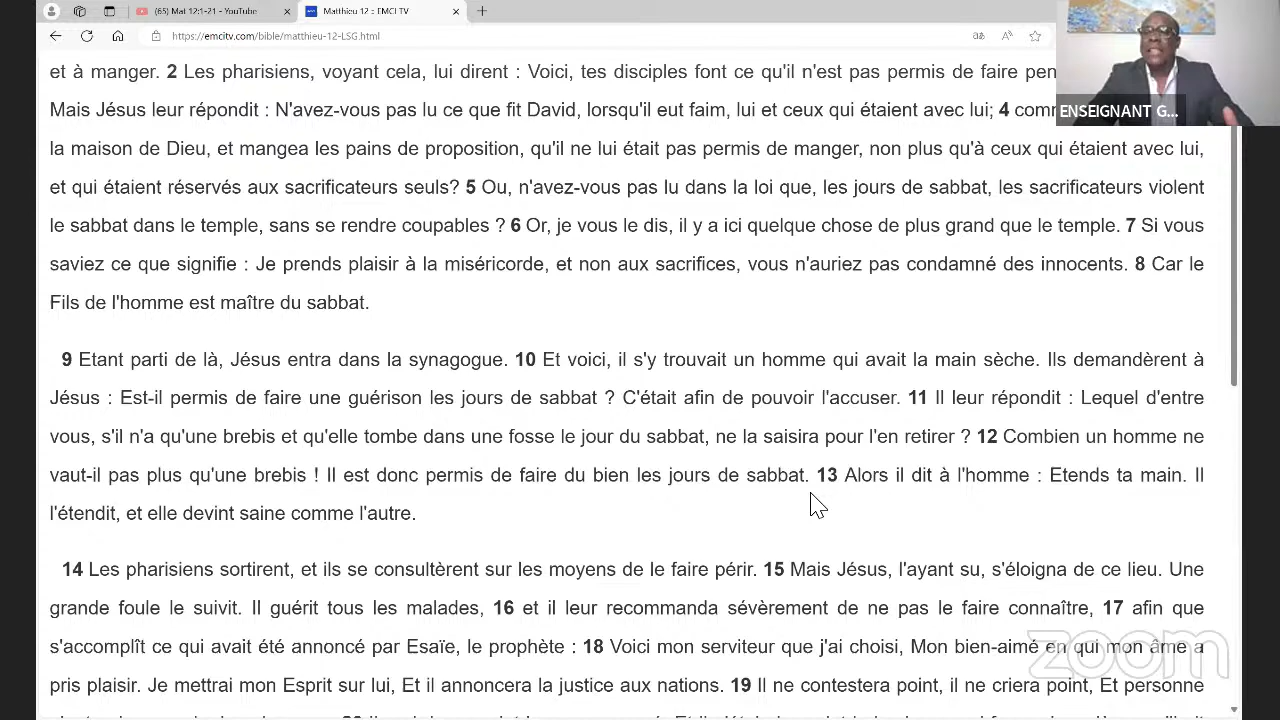 (65) Mat 12:1-21 - YouTube
Matthieu 12 :: EMCI TV
https://emcitv.com/bible/matthieu-12-LSG.html
ENSEIGNANT G...
et à manger. 2 Les pharisiens, voyant cela, lui dirent : Voici, tes disciples font ce qu'il n'est pas permis de faire
Mais Jésus leur répondit : N'avez-vous pas lu ce que fit David, lorsqu'il eut faim, lui et ceux qui étaient avec lui; 4
la maison de Dieu, et mangea les pains de proposition, qu'il ne lui était pas permis de manger, non plus qu'à ceux qui étaient avec lui,
et qui étaient réservés aux sacrificateurs seuls? 5 Ou, n'avez-vous pas lu dans la loi que, les jours de sabbat, les sacrificateurs violent
le sabbat dans le temple, sans se rendre coupables ? 6 Or, je vous le dis, il y a ici quelque chose de plus grand que le temple. 7 Si vous
saviez ce que signifie : Je prends plaisir à la miséricorde, et non aux sacrifices, vous n'auriez pas condamné des innocents. 8 Car le
Fils de l'homme est maître du sabbat.
9 Etant parti de là, Jésus entra dans la synagogue. 10 Et voici, il s'y trouvait un homme qui avait la main sèche. Ils demandèrent à
Jésus : Est-il permis de faire une guérison les jours de sabbat ? C'était afin de pouvoir l'accuser. 11 Il leur répondit : Lequel d'entre
vous, s'il n'a qu'une brebis et qu'elle tombe dans une fosse le jour du sabbat, ne la saisira pour l'en retirer ? 12 Combien un homme ne
vaut-il pas plus qu'une brebis ! Il est donc permis de faire du bien les jours de sabbat. 13 Alors il dit à l'homme : Etends ta main. Il
l'étendit, et elle devint saine comme l'autre.
14 Les pharisiens sortirent, et ils se consultèrent sur les moyens de le faire périr. 15 Mais Jésus, l'ayant su, s'éloigna de ce lieu. Une
grande foule le suivit. Il guérit tous les malades, 16 et il leur recommanda sévèrement de ne pas le faire connaître, 17 afin que
s'accomplît ce qui avait été annoncé par Esaïe, le prophète : 18 Voici mon serviteur que j'ai choisi, Mon bien-aimé en qui mon âme a
pris plaisir. Je mettrai mon Esprit sur lui, Et il annoncera la justice aux nations. 19 Il ne contestera point, il ne criera point, Et personne
zoom